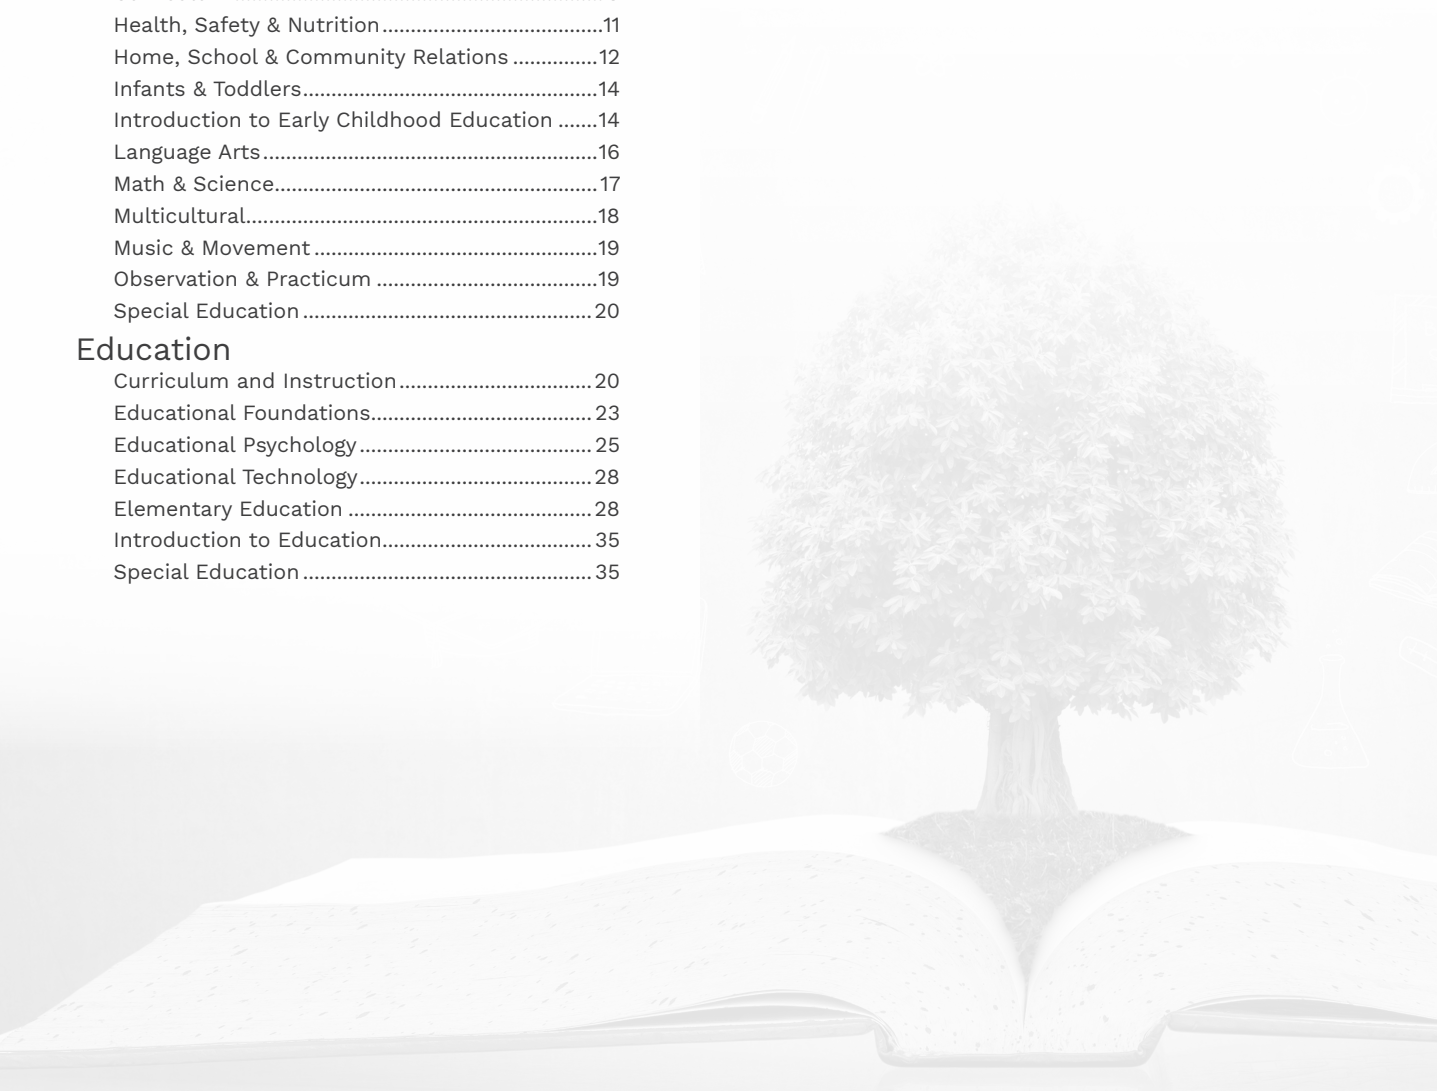 Health, Safety & Nutrition.......................................11
Home, School & Community Relations ...............12
Infants & Toddlers....................................................14
Introduction to Early Childhood Education .......14
Language Arts...........................................................16
Math & Science.........................................................17
Multicultural..............................................................18
Music & Movement ..................................................19
Observation & Practicum .......................................19
Special Education ...................................................20
Education
Curriculum and Instruction..................................20
Educational Foundations.......................................23
Educational Psychology .........................................25
Educational Technology.........................................28
Elementary Education ...........................................28
Introduction to Education.....................................35
Special Education ...................................................35